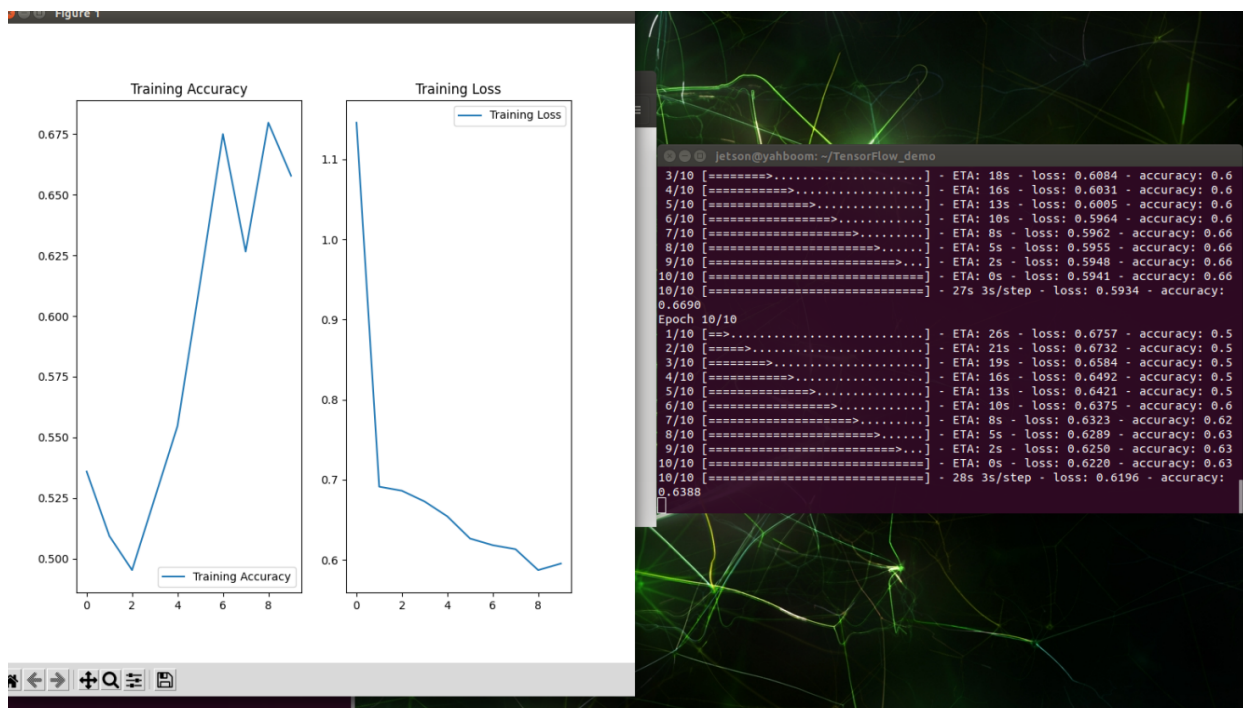 Figure 1
Training Accuracy
0.675
0.650
0.625
0.600
0.575
0.550
0.525
0.500
Training Accuracy
0 2 4 6 8
Training Loss
Training Loss
1.1
1.0
0.9
0.8
0.7
0.6
0 2 4 6 8
jetson@yahboom: ~/TensorFlow_demo
3/10 [========>.....................] - ETA: 18s - loss: 0.6084 - accuracy: 0.6
4/10 [===========>..................] - ETA: 16s - loss: 0.6031 - accuracy: 0.6
5/10 [==============>...............] - ETA: 13s - loss: 0.6005 - accuracy: 0.6
6/10 [=================>............] - ETA: 10s - loss: 0.5964 - accuracy: 0.6
7/10 [====================>.........] - ETA: 8s - loss: 0.5962 - accuracy: 0.66
8/10 [=======================>......] - ETA: 5s - loss: 0.5955 - accuracy: 0.66
9/10 [==========================>...] - ETA: 2s - loss: 0.5948 - accuracy: 0.66
10/10 [==============================] - ETA: 0s - loss: 0.5941 - accuracy: 0.66
10/10 [==============================] - 27s 3s/step - loss: 0.5934 - accuracy:
0.6690
Epoch 10/10
1/10 [==>...........................] - ETA: 26s - loss: 0.6757 - accuracy: 0.5
2/10 [=====>........................] - ETA: 21s - loss: 0.6732 - accuracy: 0.5
3/10 [========>.....................] - ETA: 19s - loss: 0.6584 - accuracy: 0.5
4/10 [===========>..................] - ETA: 16s - loss: 0.6492 - accuracy: 0.5
5/10 [==============>...............] - ETA: 13s - loss: 0.6421 - accuracy: 0.5
6/10 [=================>............] - ETA: 10s - loss: 0.6375 - accuracy: 0.6
7/10 [====================>.........] - ETA: 8s - loss: 0.6323 - accuracy: 0.62
8/10 [=======================>......] - ETA: 5s - loss: 0.6289 - accuracy: 0.63
9/10 [==========================>...] - ETA: 2s - loss: 0.6250 - accuracy: 0.63
10/10 [==============================] - ETA: 0s - loss: 0.6220 - accuracy: 0.63
10/10 [==============================] - 28s 3s/step - loss: 0.6196 - accuracy:
0.6388